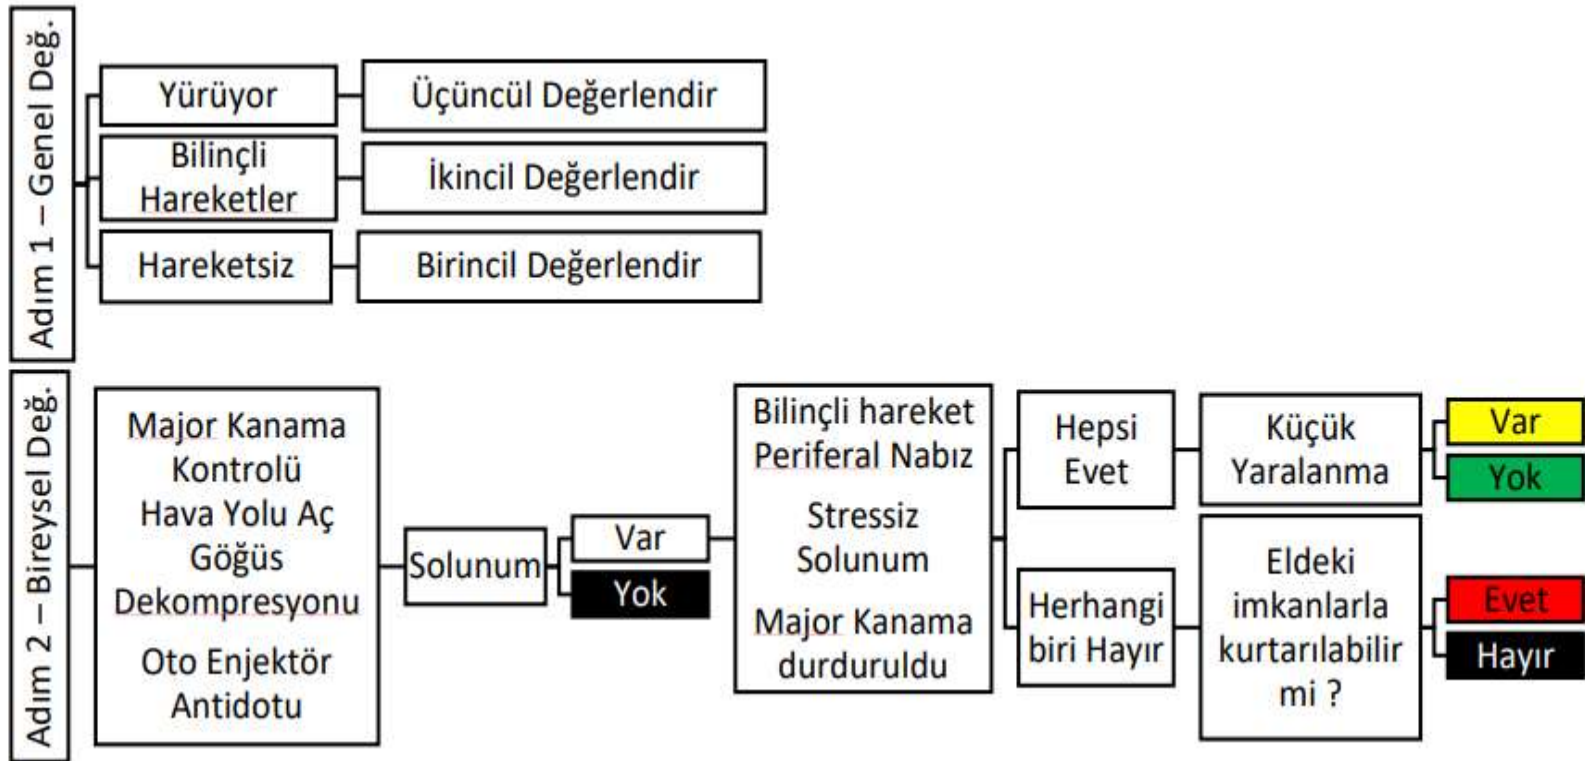 Adım 1 – Genel Değ.
Yürüyor
Üçüncül Değerlendir
Bilinçli
Hareketler
İkincil Değerlendir
Hareketsiz
Birincil Değerlendir
Adım 2 – Bireysel Değ.
Major Kanama
Kontrolü
Hava Yolu Aç
Göğüs
Dekompresyonu
Oto Enjektör
Antidotu
Solunum
Var
Yok
Bilinçli hareket
Periferal Nabız
Stressiz
Solunum
Major Kanama
durduruldu
Hepsi
Evet
Küçük
Yaralanma
Var
Yok
Herhangi
biri Hayır
Eldeki
imkanlarla
kurtarılabilir
mi ?
Evet
Hayır